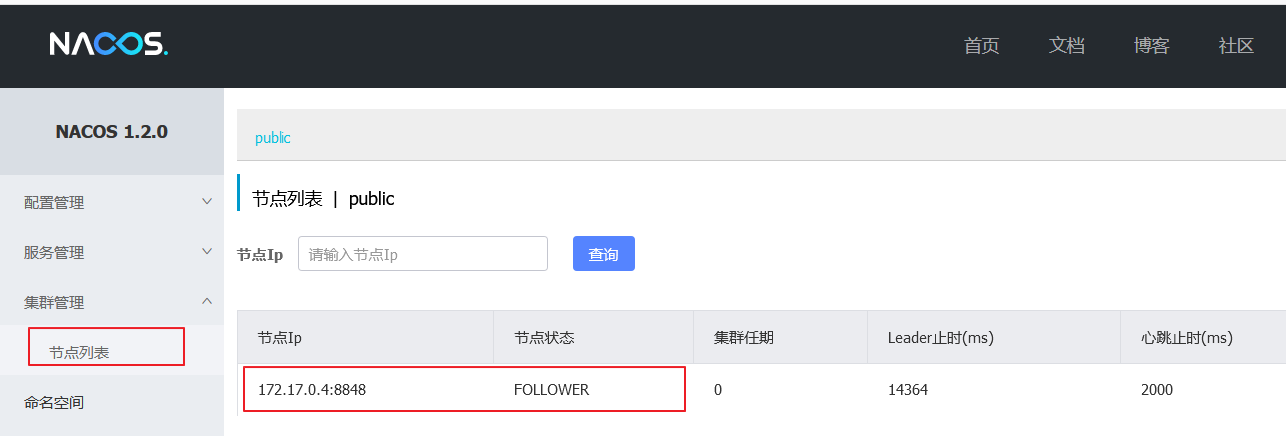 NACOS.
首页 文档 博客 社区
NACOS 1.2.0
public
配置管理
节点列表 | public
服务管理
节点Ip 请输入节点Ip 查询
集群管理
节点列表
命名空间
节点Ip 节点状态 集群任期 Leader止时(ms) 心跳止时(ms)
172.17.0.4:8848 FOLLOWER 0 14364 2000